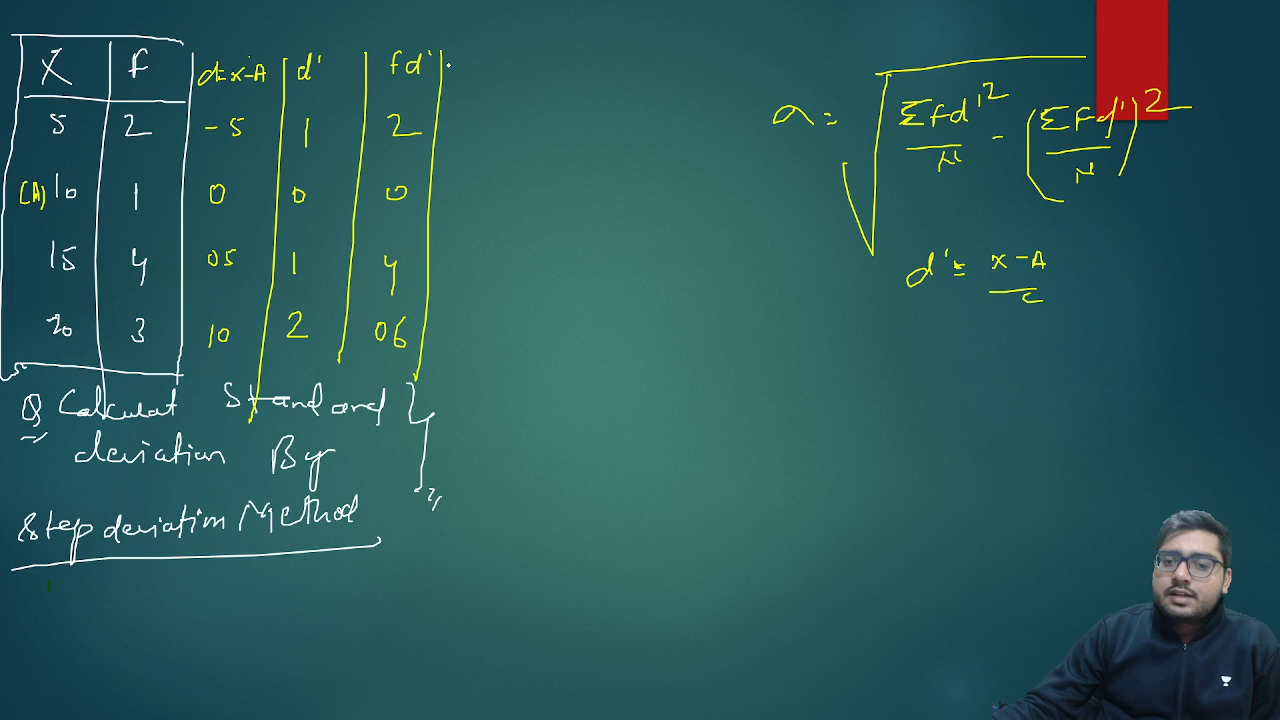 X f d=x-A d' fd'
5 2 -5 1 2
(A) 10 1 0 0 0
15 4 05 1 4
20 3 10 2 06
Q Calculat Standard
deviation By
Step deviation Method
σ = √ Σfd'² / N - (Σfd' / N)²
d' = x-A / c